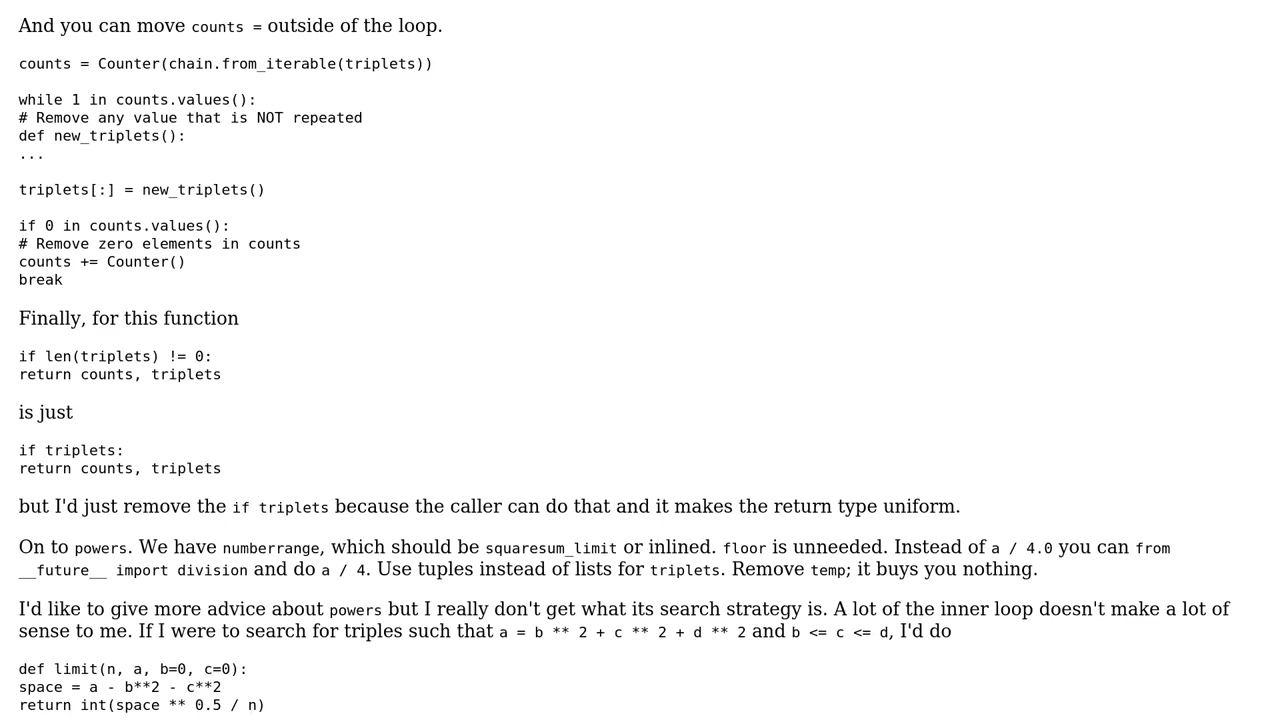 And you can move counts = outside of the loop.
counts = Counter(chain.from_iterable(triplets))
while 1 in counts.values():
# Remove any value that is NOT repeated
def new_triplets():
...
triplets[:] = new_triplets()
if 0 in counts.values():
# Remove zero elements in counts
counts += Counter()
break
Finally, for this function
if len(triplets) != 0:
return counts, triplets
is just
if triplets:
return counts, triplets
but I'd just remove the if triplets because the caller can do that and it makes the return type uniform.
On to powers. We have numberrange, which should be squaresum_limit or inlined. floor is unneeded. Instead of a / 4.0 you can from
__future__ import division and do a / 4. Use tuples instead of lists for triplets. Remove temp; it buys you nothing.
I'd like to give more advice about powers but I really don't get what its search strategy is. A lot of the inner loop doesn't make a lot of
sense to me. If I were to search for triples such that a = b ** 2 + c ** 2 + d ** 2 and b <= c <= d, I'd do
def limit(n, a, b=0, c=0):
space = a - b**2 - c**2
return int(space ** 0.5 / n)